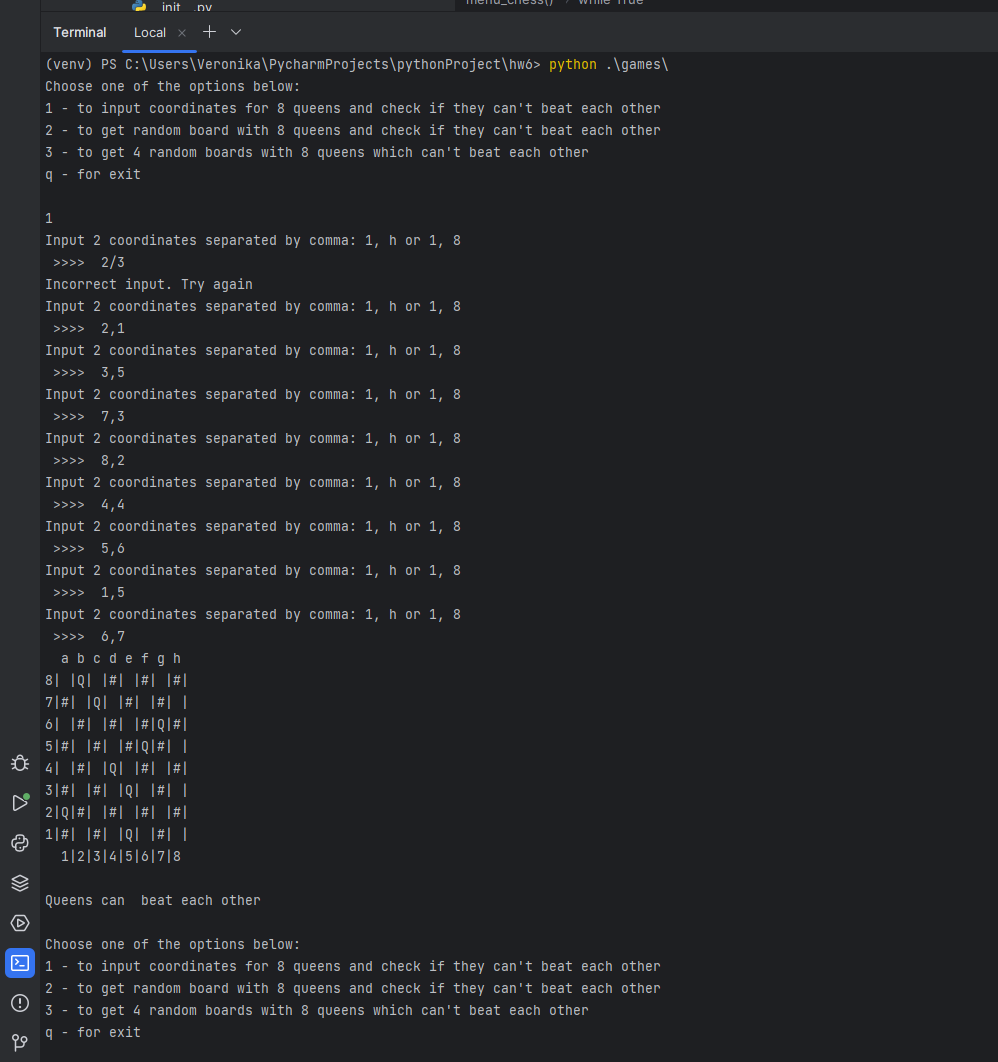 init  .py
menu_chess() > while True
Terminal Local × + ⌄
(venv) PS C:\Users\Veronika\PycharmProjects\pythonProject\hw6> python .\games\
Choose one of the options below:
1 - to input coordinates for 8 queens and check if they can't beat each other
2 - to get random board with 8 queens and check if they can't beat each other
3 - to get 4 random boards with 8 queens which can't beat each other
q - for exit
1
Input 2 coordinates separated by comma: 1, h or 1, 8
 >>>>  2/3
Incorrect input. Try again
Input 2 coordinates separated by comma: 1, h or 1, 8
 >>>>  2,1
Input 2 coordinates separated by comma: 1, h or 1, 8
 >>>>  3,5
Input 2 coordinates separated by comma: 1, h or 1, 8
 >>>>  7,3
Input 2 coordinates separated by comma: 1, h or 1, 8
 >>>>  8,2
Input 2 coordinates separated by comma: 1, h or 1, 8
 >>>>  4,4
Input 2 coordinates separated by comma: 1, h or 1, 8
 >>>>  5,6
Input 2 coordinates separated by comma: 1, h or 1, 8
 >>>>  1,5
Input 2 coordinates separated by comma: 1, h or 1, 8
 >>>>  6,7
  a b c d e f g h
8| |Q| |#| |#| |#|
7|#| |Q| |#| |#| |
6| |#| |#| |#|Q|#|
5|#| |#| |#|Q|#| |
4| |#| |Q| |#| |#|
3|#| |#| |Q| |#| |
2|Q|#| |#| |#| |#|
1|#| |#| |Q| |#| |
  1|2|3|4|5|6|7|8
Queens can  beat each other
Choose one of the options below:
1 - to input coordinates for 8 queens and check if they can't beat each other
2 - to get random board with 8 queens and check if they can't beat each other
3 - to get 4 random boards with 8 queens which can't beat each other
q - for exit